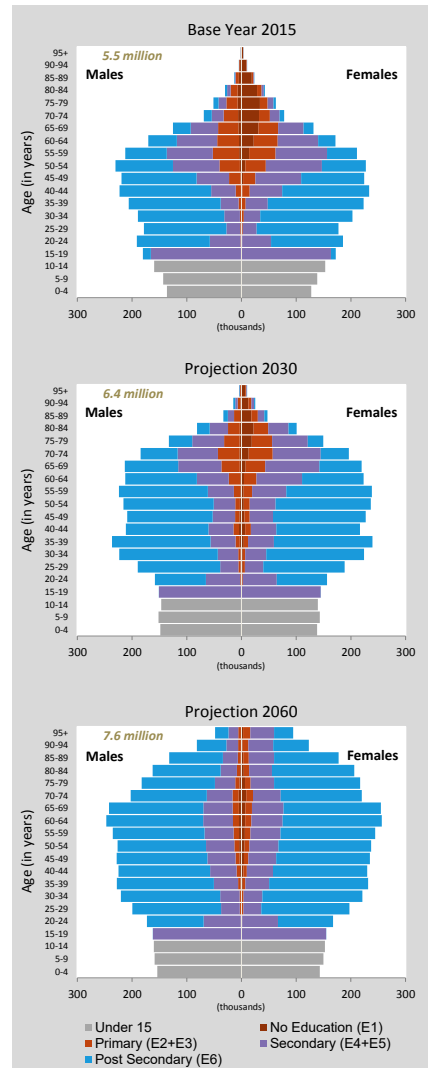 Base Year 2015
5.5 million
Males
Females
Age (in years)
95+
90-94
85-89
80-84
75-79
70-74
65-69
60-64
55-59
50-54
45-49
40-44
35-39
30-34
25-29
20-24
15-19
10-14
5-9
0-4
300 200 100 0 100 200 300
(thousands)
Projection 2030
6.4 million
Males
Females
Age (in years)
95+
90-94
85-89
80-84
75-79
70-74
65-69
60-64
55-59
50-54
45-49
40-44
35-39
30-34
25-29
20-24
15-19
10-14
5-9
0-4
300 200 100 0 100 200 300
(thousands)
Projection 2060
7.6 million
Males
Females
Age (in years)
95+
90-94
85-89
80-84
75-79
70-74
65-69
60-64
55-59
50-54
45-49
40-44
35-39
30-34
25-29
20-24
15-19
10-14
5-9
0-4
300 200 100 0 100 200 300
(thousands)
Under 15
No Education (E1)
Primary (E2+E3)
Secondary (E4+E5)
Post Secondary (E6)